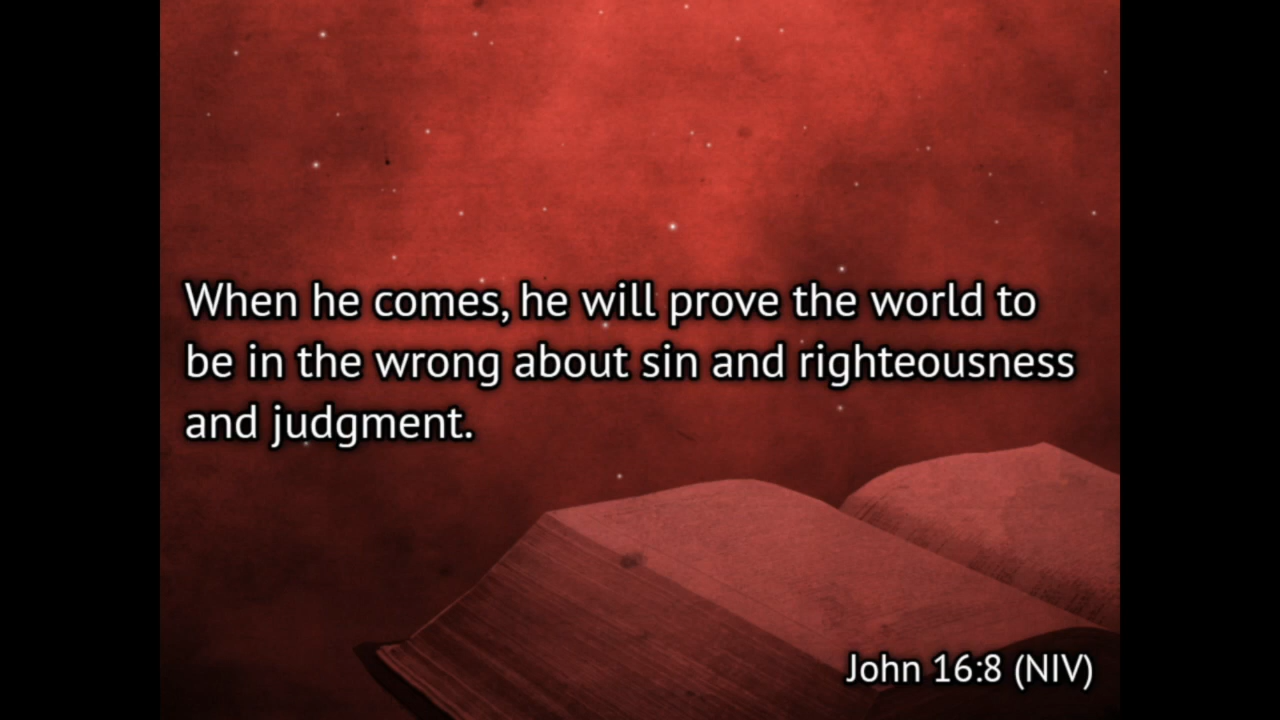 When he comes, he will prove the world to
be in the wrong about sin and righteousness
and judgment.
John 16:8 (NIV)